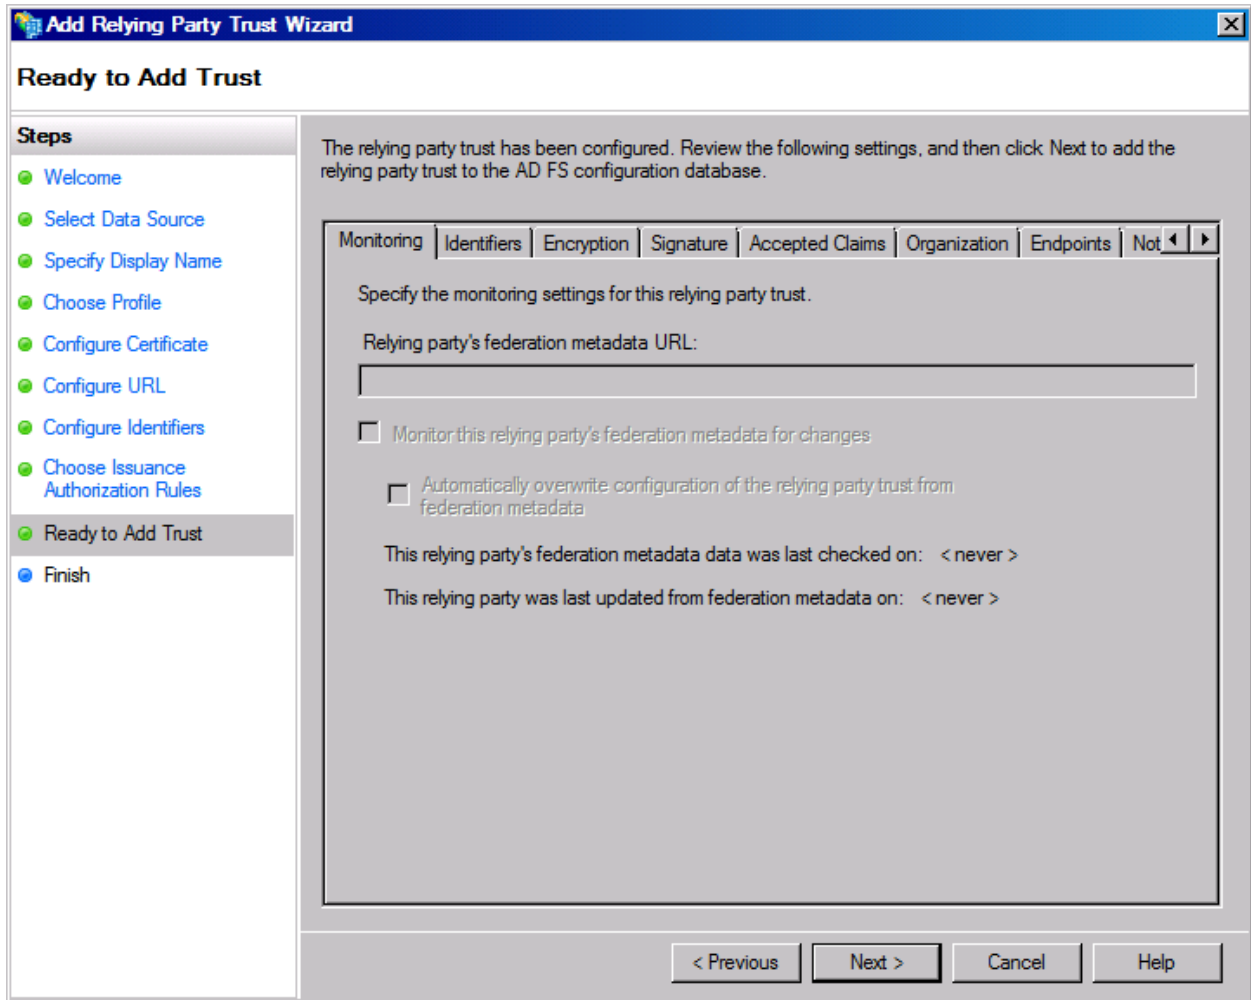 Add Relying Party Trust Wizard
Ready to Add Trust
Steps
Welcome
Select Data Source
Specify Display Name
Choose Profile
Configure Certificate
Configure URL
Configure Identifiers
Choose Issuance
Authorization Rules
Ready to Add Trust
Finish
The relying party trust has been configured. Review the following settings, and then click Next to add the
relying party trust to the AD FS configuration database.
Monitoring Identifiers Encryption Signature Accepted Claims Organization Endpoints Not
Specify the monitoring settings for this relying party trust.
Relying party's federation metadata URL:
Monitor this relying party's federation metadata for changes
Automatically overwrite configuration of the relying party trust from
federation metadata
This relying party's federation metadata data was last checked on: < never >
This relying party was last updated from federation metadata on: < never >
< Previous Next > Cancel Help